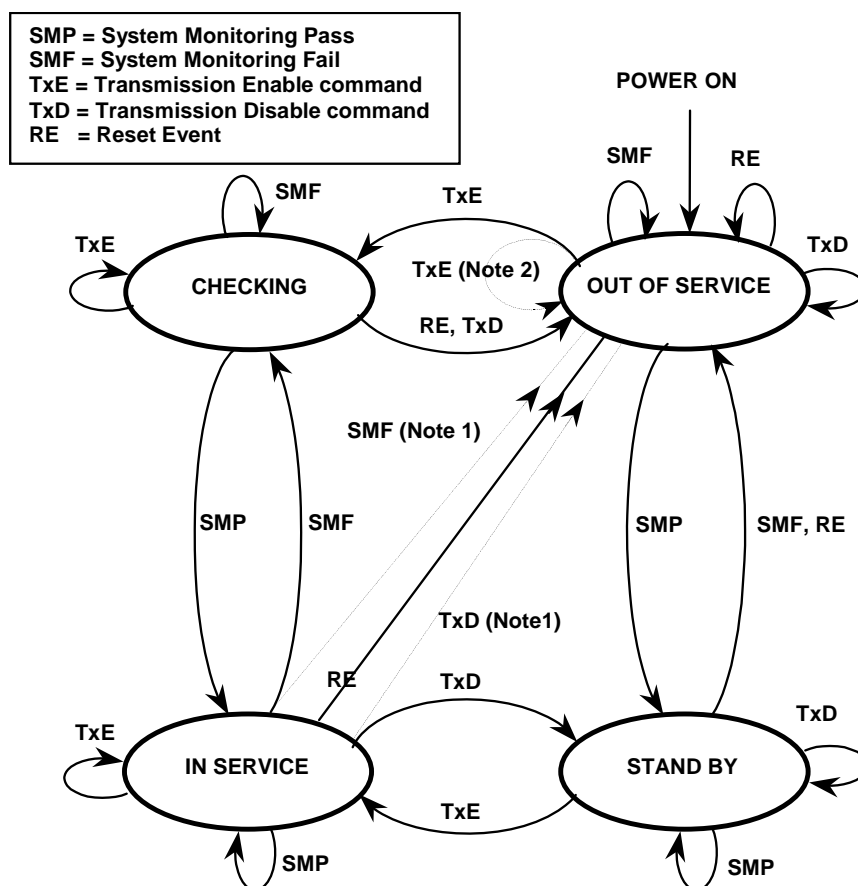 SMP = System Monitoring Pass
SMF = System Monitoring Fail
TxE = Transmission Enable command
TxD = Transmission Disable command
RE = Reset Event
POWER ON
SMF
SMF
RE
TxE
TxE
TxD
TxE (Note 2)
CHECKING
OUT OF SERVICE
RE, TxD
SMF (Note 1)
SMP
SMF
SMP
SMF, RE
TxD (Note1)
RE
TxD
TxE
TxD
IN SERVICE
STAND BY
TxE
SMP
SMP